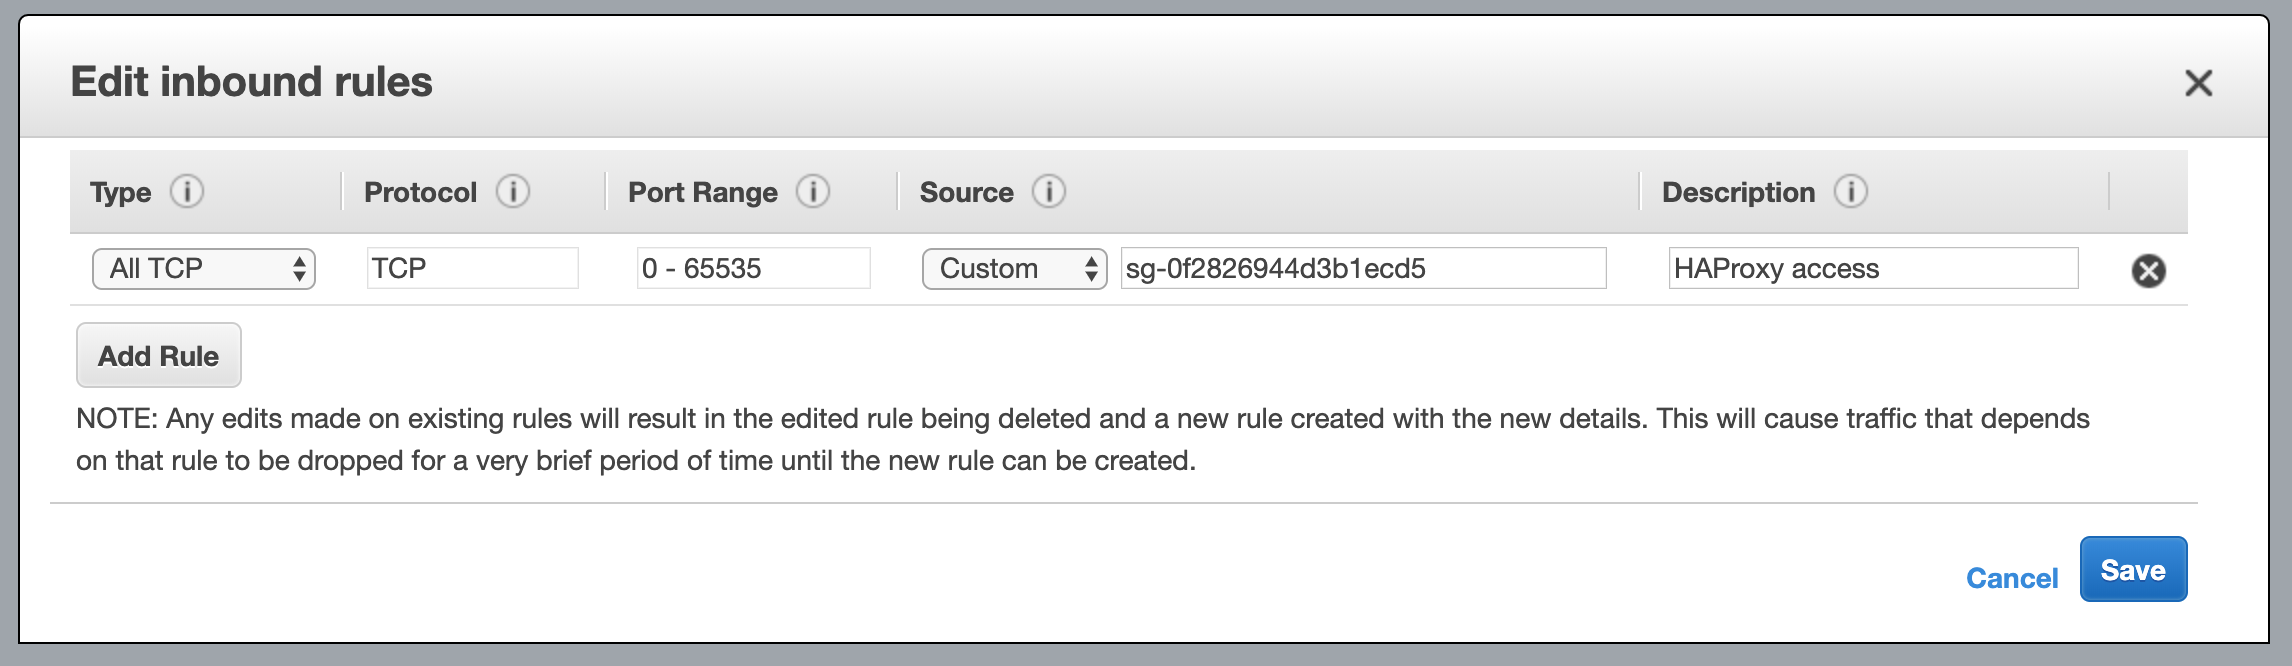 Edit inbound rules
Type Protocol Port Range Source Description
All TCP TCP 0 - 65535 Custom sg-0f2826944d3b1ecd5 HAProxy access
Add Rule
NOTE: Any edits made on existing rules will result in the edited rule being deleted and a new rule created with the new details. This will cause traffic that depends
on that rule to be dropped for a very brief period of time until the new rule can be created.
Cancel Save